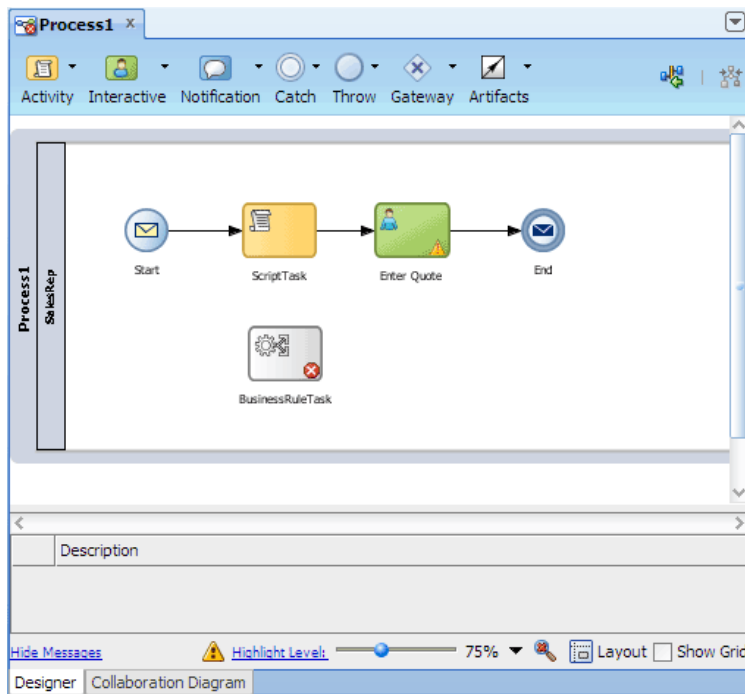 Process1 x
Activity Interactive Notification Catch Throw Gateway Artifacts
Process1
SalesRep
Start
ScriptTask
Enter Quote
End
BusinessRuleTask
Description
Hide Messages Highlight Level: 75% Layout Show Grid
Designer Collaboration Diagram